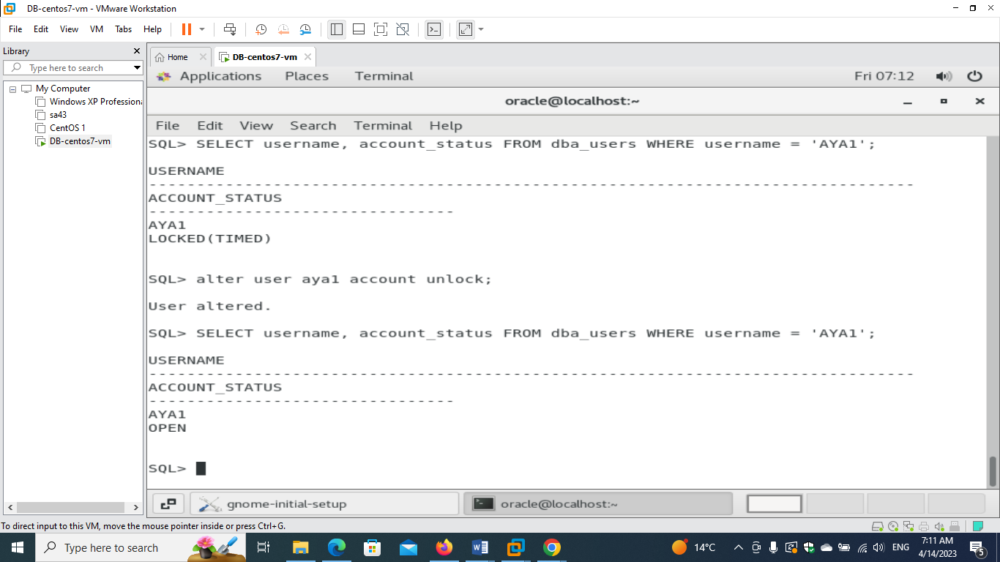 DB-centos7-vm - VMware Workstation
File Edit View VM Tabs Help
Library
Type here to search
My Computer
Windows XP Professiona
sa43
CentOS 1
DB-centos7-vm
Home DB-centos7-vm
Applications Places Terminal Fri 07:12
oracle@localhost:~
File Edit View Search Terminal Help
SQL> SELECT username, account_status FROM dba_users WHERE username = 'AYA1';
USERNAME
--------------------------------------------------------------------------------
ACCOUNT_STATUS
--------------------------------
AYA1
LOCKED(TIMED)
SQL> alter user aya1 account unlock;
User altered.
SQL> SELECT username, account_status FROM dba_users WHERE username = 'AYA1';
USERNAME
--------------------------------------------------------------------------------
ACCOUNT_STATUS
--------------------------------
AYA1
OPEN
SQL>
gnome-initial-setup oracle@localhost:~
To direct input to this VM, move the mouse pointer inside or press Ctrl+G.
Type here to search 14°C ENG 7:11 AM
4/14/2023 5